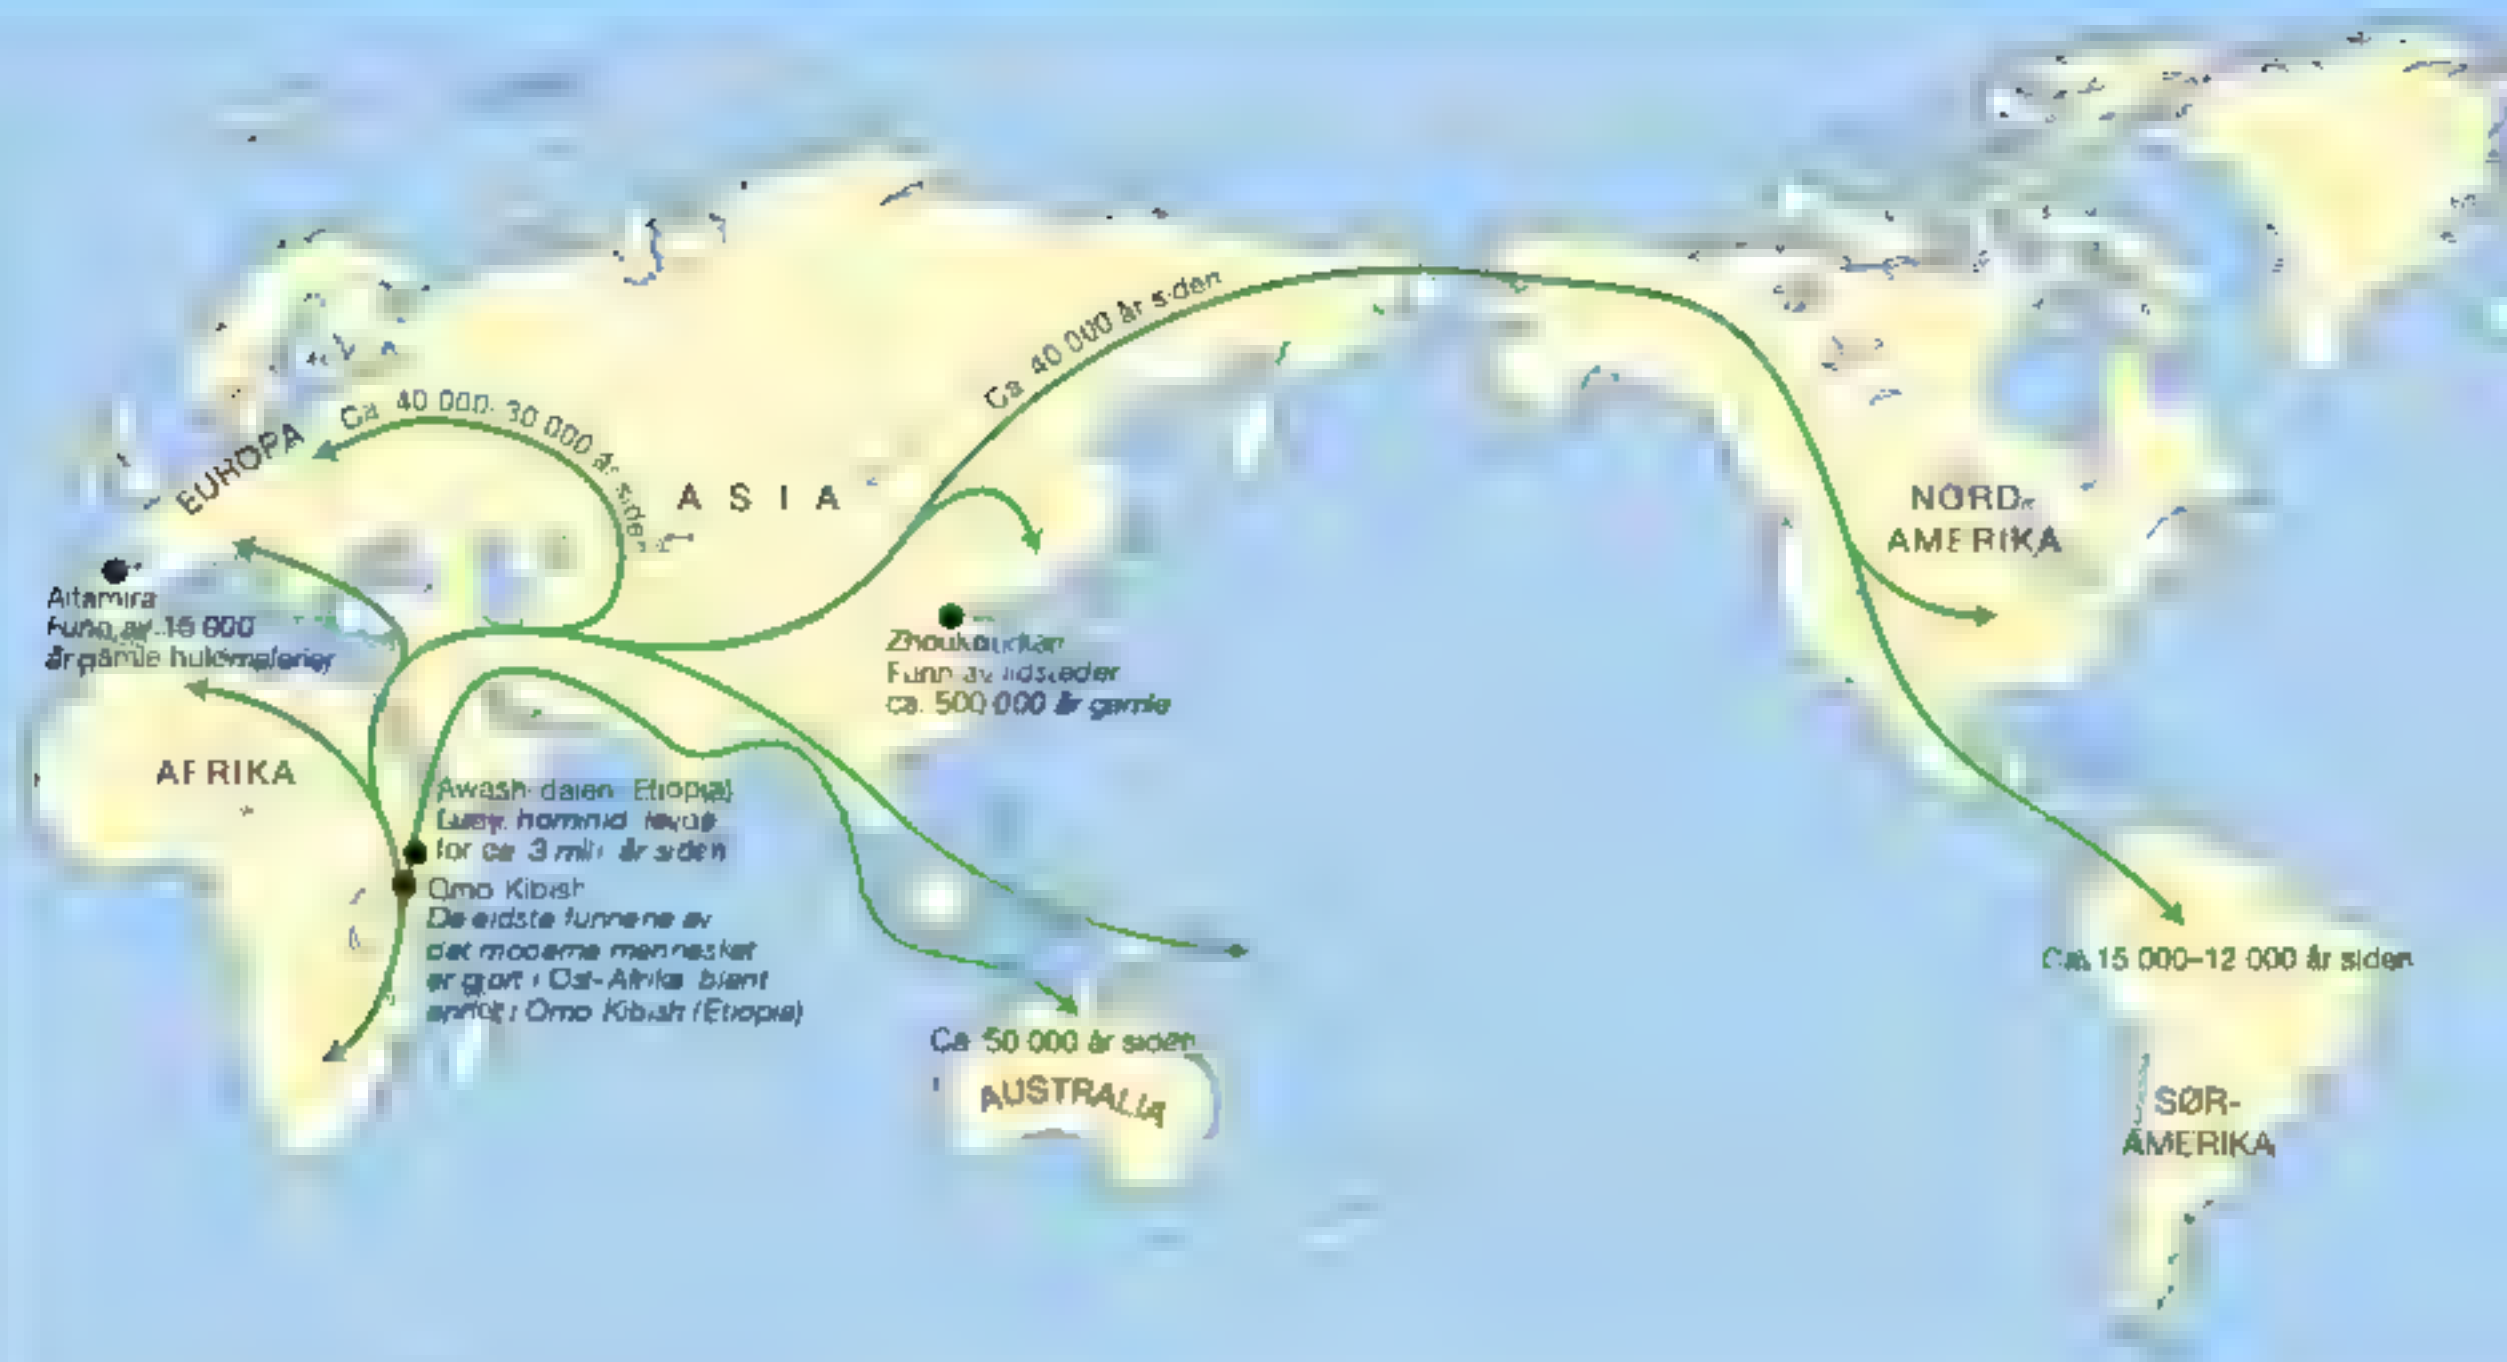 Ca. 40 000 år siden
Ca. 40 000-30 000 år siden
EUROPA
ASIA
NORD-
AMERIKA
Altamira
Funn av 15 000
år gamle hulemalerier
Zhoukoudian
Funn av ildsteder
ca. 500 000 år gamle
AFRIKA
Awash-dalen Etiopia)
Lucy, hominid levde
for ca 3 mill år siden
Omo Kibish
De eldste funnene av
det moderne mennesket
er gjort i Øst-Afrika blant
annet i Omo Kibish (Etiopia)
Ca 50 000 år siden
AUSTRALIA
Ca. 15 000–12 000 år siden
SØR-
AMERIKA